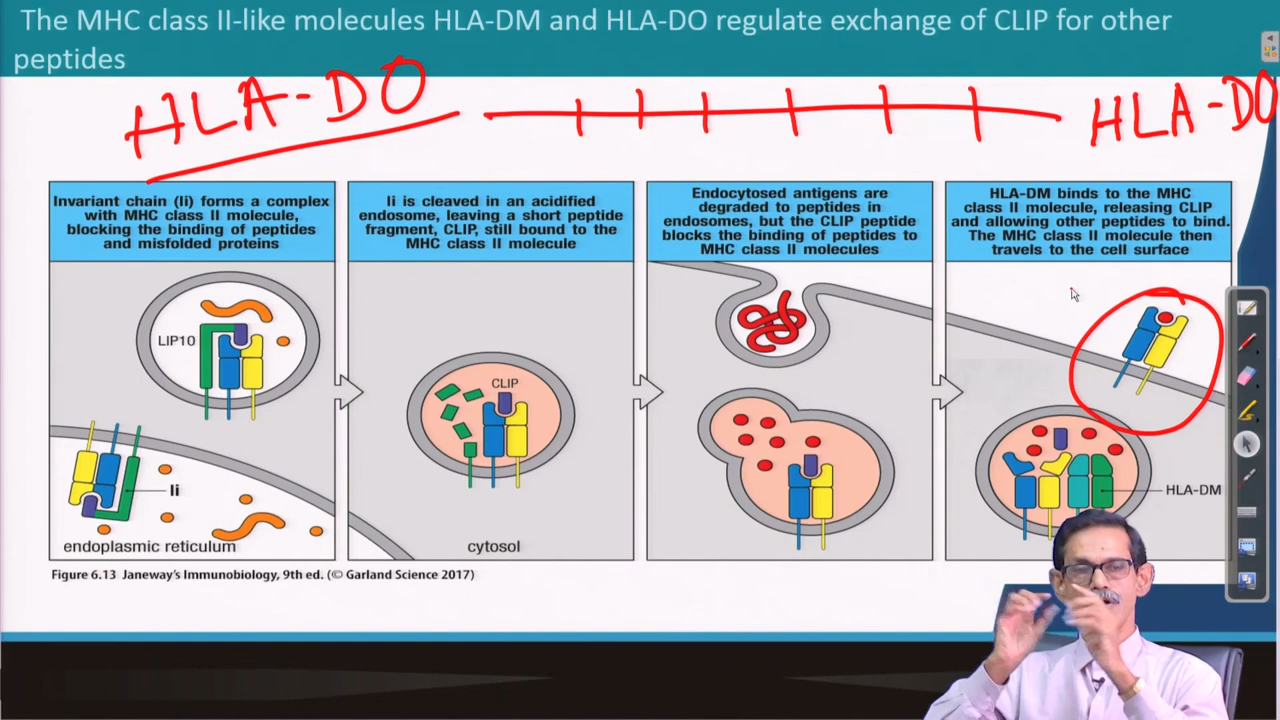 The MHC class II-like molecules HLA-DM and HLA-DO regulate exchange of CLIP for other
peptides
HLA-DO
HLA-DO
Invariant chain (Ii) forms a complex
with MHC class II molecule,
blocking the binding of peptides
and misfolded proteins
Ii is cleaved in an acidified
endosome, leaving a short peptide
fragment, CLIP, still bound to the
MHC class II molecule
Endocytosed antigens are
degraded to peptides in
endosomes, but the CLIP peptide
blocks the binding of peptides to
MHC class II molecules
HLA-DM binds to the MHC
class II molecule, releasing CLIP
and allowing other peptides to bind.
The MHC class II molecule then
travels to the cell surface
LIP10
Ii
endoplasmic reticulum
CLIP
cytosol
HLA-DM
Figure 6.13 Janeway's Immunobiology, 9th ed. (© Garland Science 2017)